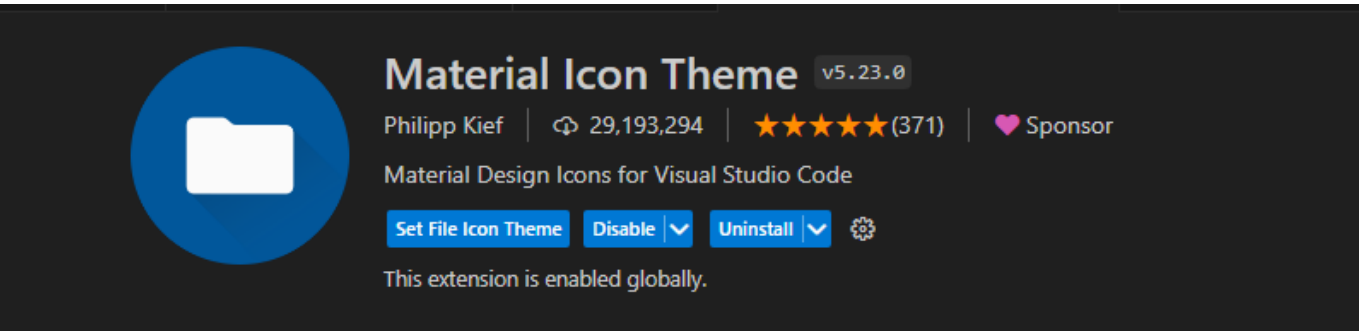 Material Icon Theme v5.23.0
Philipp Kief 29,193,294 (371) Sponsor
Material Design Icons for Visual Studio Code
Set File Icon Theme Disable Uninstall
This extension is enabled globally.